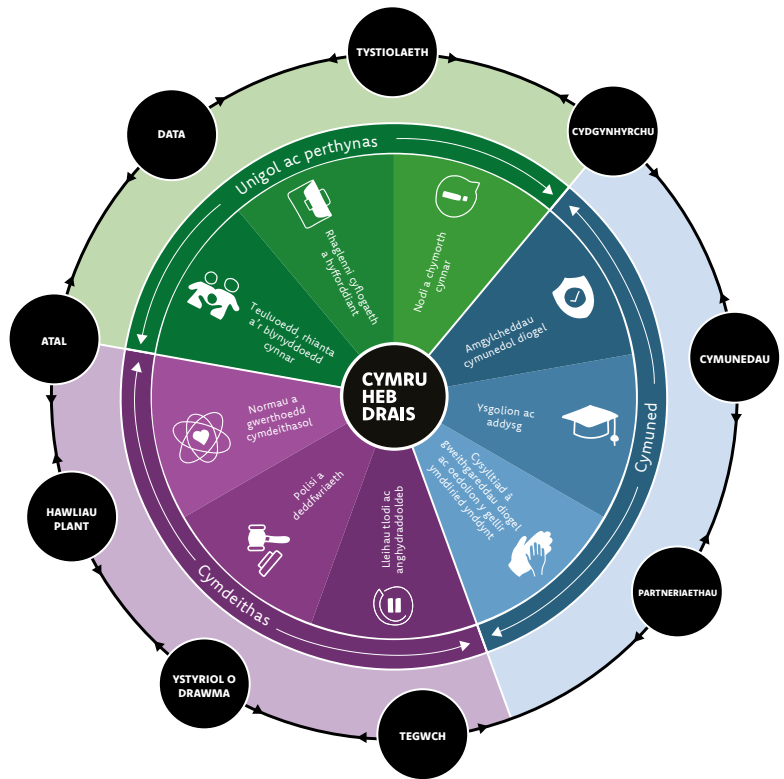 TYSTIOLAETH
CYDGYNHYRCHU
CYMUNEDAU
PARTNERIAETHAU
TEGWCH
YSTYRIOL O
DRAWMA
HAWLIAU
PLANT
ATAL
DATA
Unigol ac perthynas
Teuluoedd, rhianta
a'r blynyddoedd
cynnar
Rhaglenni cyflogaeth
a hyfforddiant
Nodi a chymorth
cynnar
Cymuned
Amgylcheddau
cymunedol diogel
Ysgolion ac
addysg
Cysylltiad â
gweithgareddau diogel
ac oedolion y gellir
ymddiried ynddynt
Cymdeithas
Lleihau tlodi ac
anghydraddoldeb
Polisi a
deddfwriaeth
Normau a
gwerthoedd
cymdeithasol
CYMRU
HEB
DRAIS